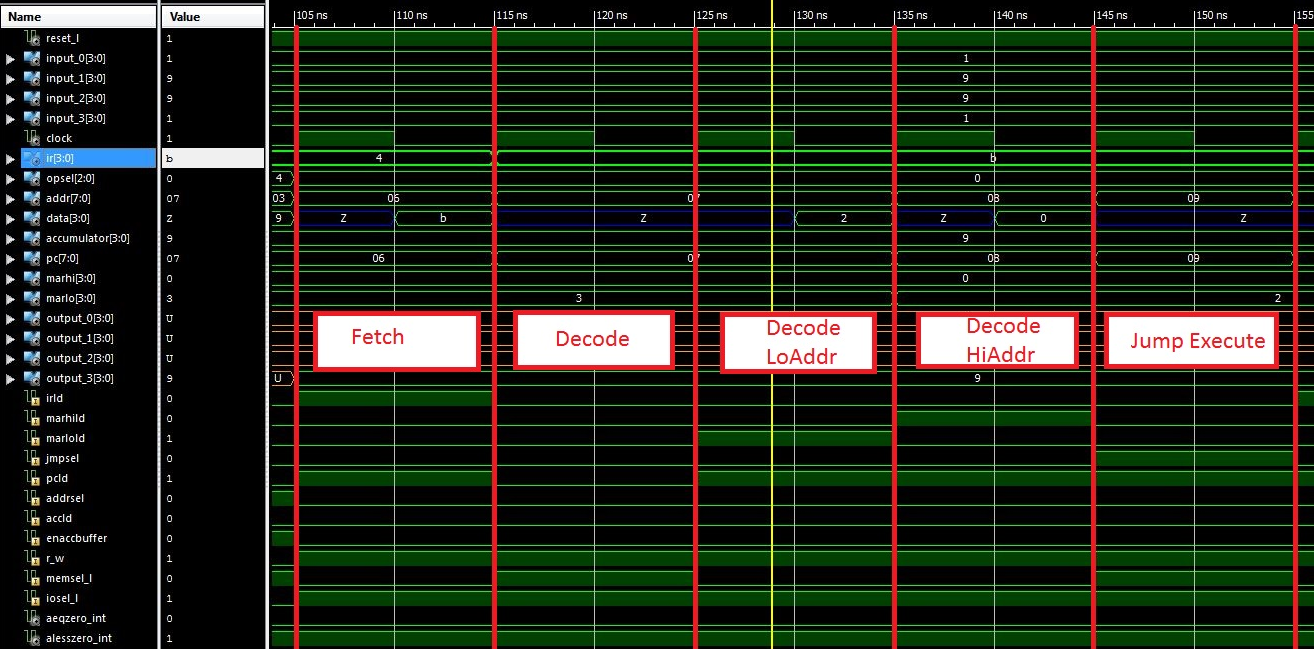 Name Value 105 ns 110 ns 115 ns 120 ns 125 ns 130 ns 135 ns 140 ns 145 ns 150 ns 155
reset_l 1
input_0[3:0] 1 1
input_1[3:0] 9 9
input_2[3:0] 9 9
input_3[3:0] 1 1
clock 1
ir[3:0] b 4 b
opsel[2:0] 0 4 0
addr[7:0] 07 03 06 07 08 09
data[3:0] Z 9 Z b Z 2 Z 0 Z
accumulator[3:0] 9 9
pc[7:0] 07 06 07 08 09
marhi[3:0] 0 0
marlo[3:0] 3 3 2
output_0[3:0] U
output_1[3:0] U
output_2[3:0] U
output_3[3:0] 9 U 9
Fetch
Decode
Decode
LoAddr
Decode
HiAddr
Jump Execute
irld 0
marhild 0
marlold 1
jmpsel 0
pcld 1
addrsel 0
accld 0
enaccbuffer 0
r_w 1
memsel_l 0
iosel_l 1
aeqzero_int 0
alesszero_int 1